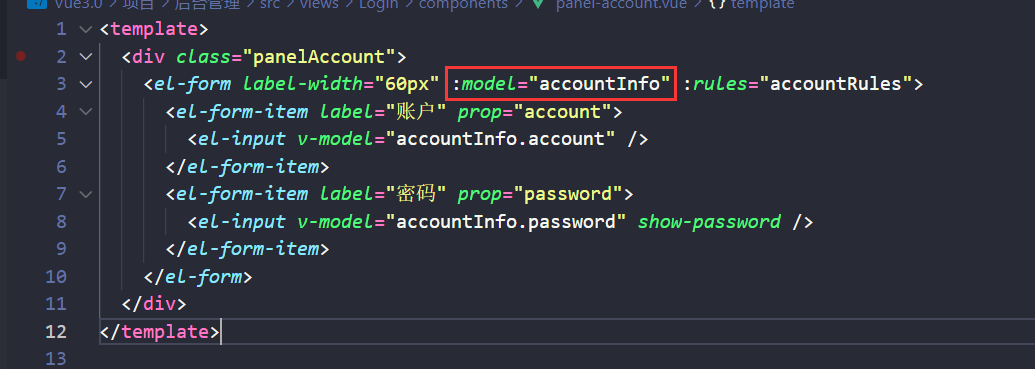 vue3.0 > 项目 > 后台管理 > src > views > Login > components > panel-account.vue > {} template
1 <template>
2 <div class="panelAccount">
3 <el-form label-width="60px" :model="accountInfo" :rules="accountRules">
4 <el-form-item label="账户" prop="account">
5 <el-input v-model="accountInfo.account" />
6 </el-form-item>
7 <el-form-item label="密码" prop="password">
8 <el-input v-model="accountInfo.password" show-password />
9 </el-form-item>
10 </el-form>
11 </div>
12 </template>
13